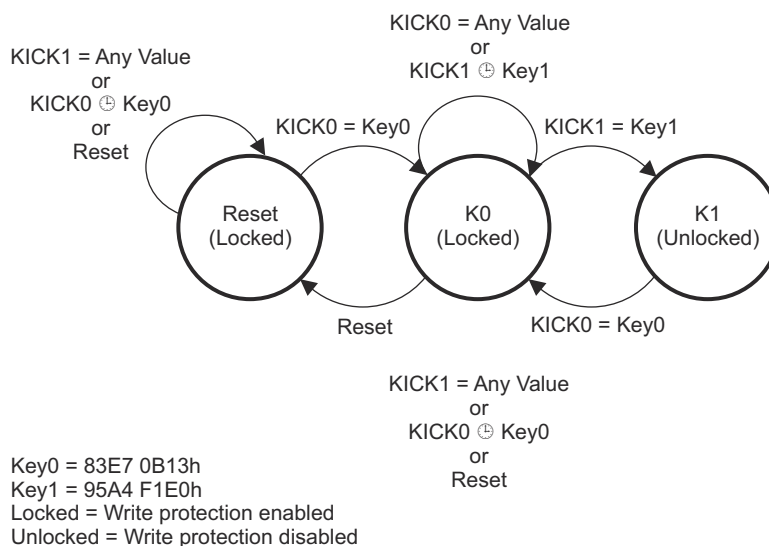 KICK0 = Any Value
or
KICK1 🕒 Key1
KICK1 = Any Value
or
KICK0 🕒 Key0
or
Reset
KICK0 = Key0
KICK1 = Key1
Reset
(Locked)
K0
(Locked)
K1
(Unlocked)
Reset
KICK0 = Key0
KICK1 = Any Value
or
KICK0 🕒 Key0
or
Reset
Key0 = 83E7 0B13h
Key1 = 95A4 F1E0h
Locked = Write protection enabled
Unlocked = Write protection disabled